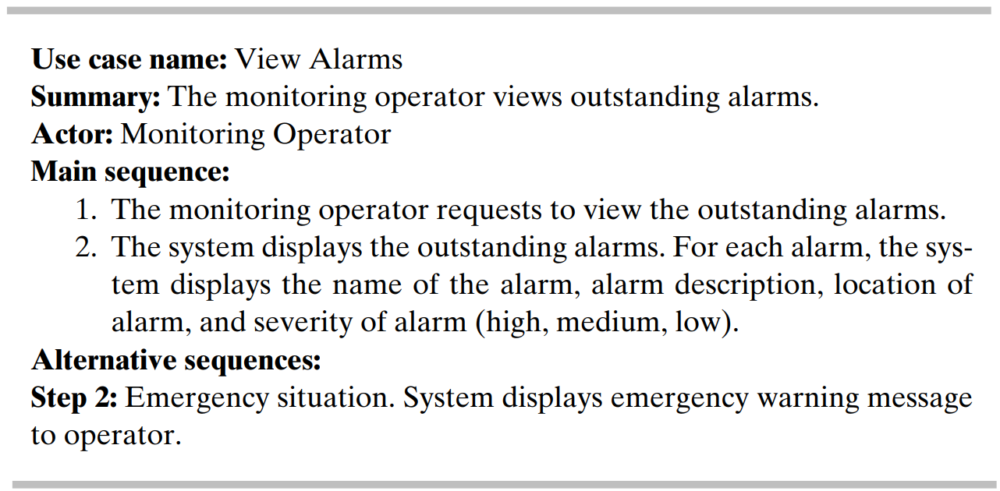 Use case name: View Alarms
Summary: The monitoring operator views outstanding alarms.
Actor: Monitoring Operator
Main sequence:
1. The monitoring operator requests to view the outstanding alarms.
2. The system displays the outstanding alarms. For each alarm, the sys-
tem displays the name of the alarm, alarm description, location of
alarm, and severity of alarm (high, medium, low).
Alternative sequences:
Step 2: Emergency situation. System displays emergency warning message
to operator.